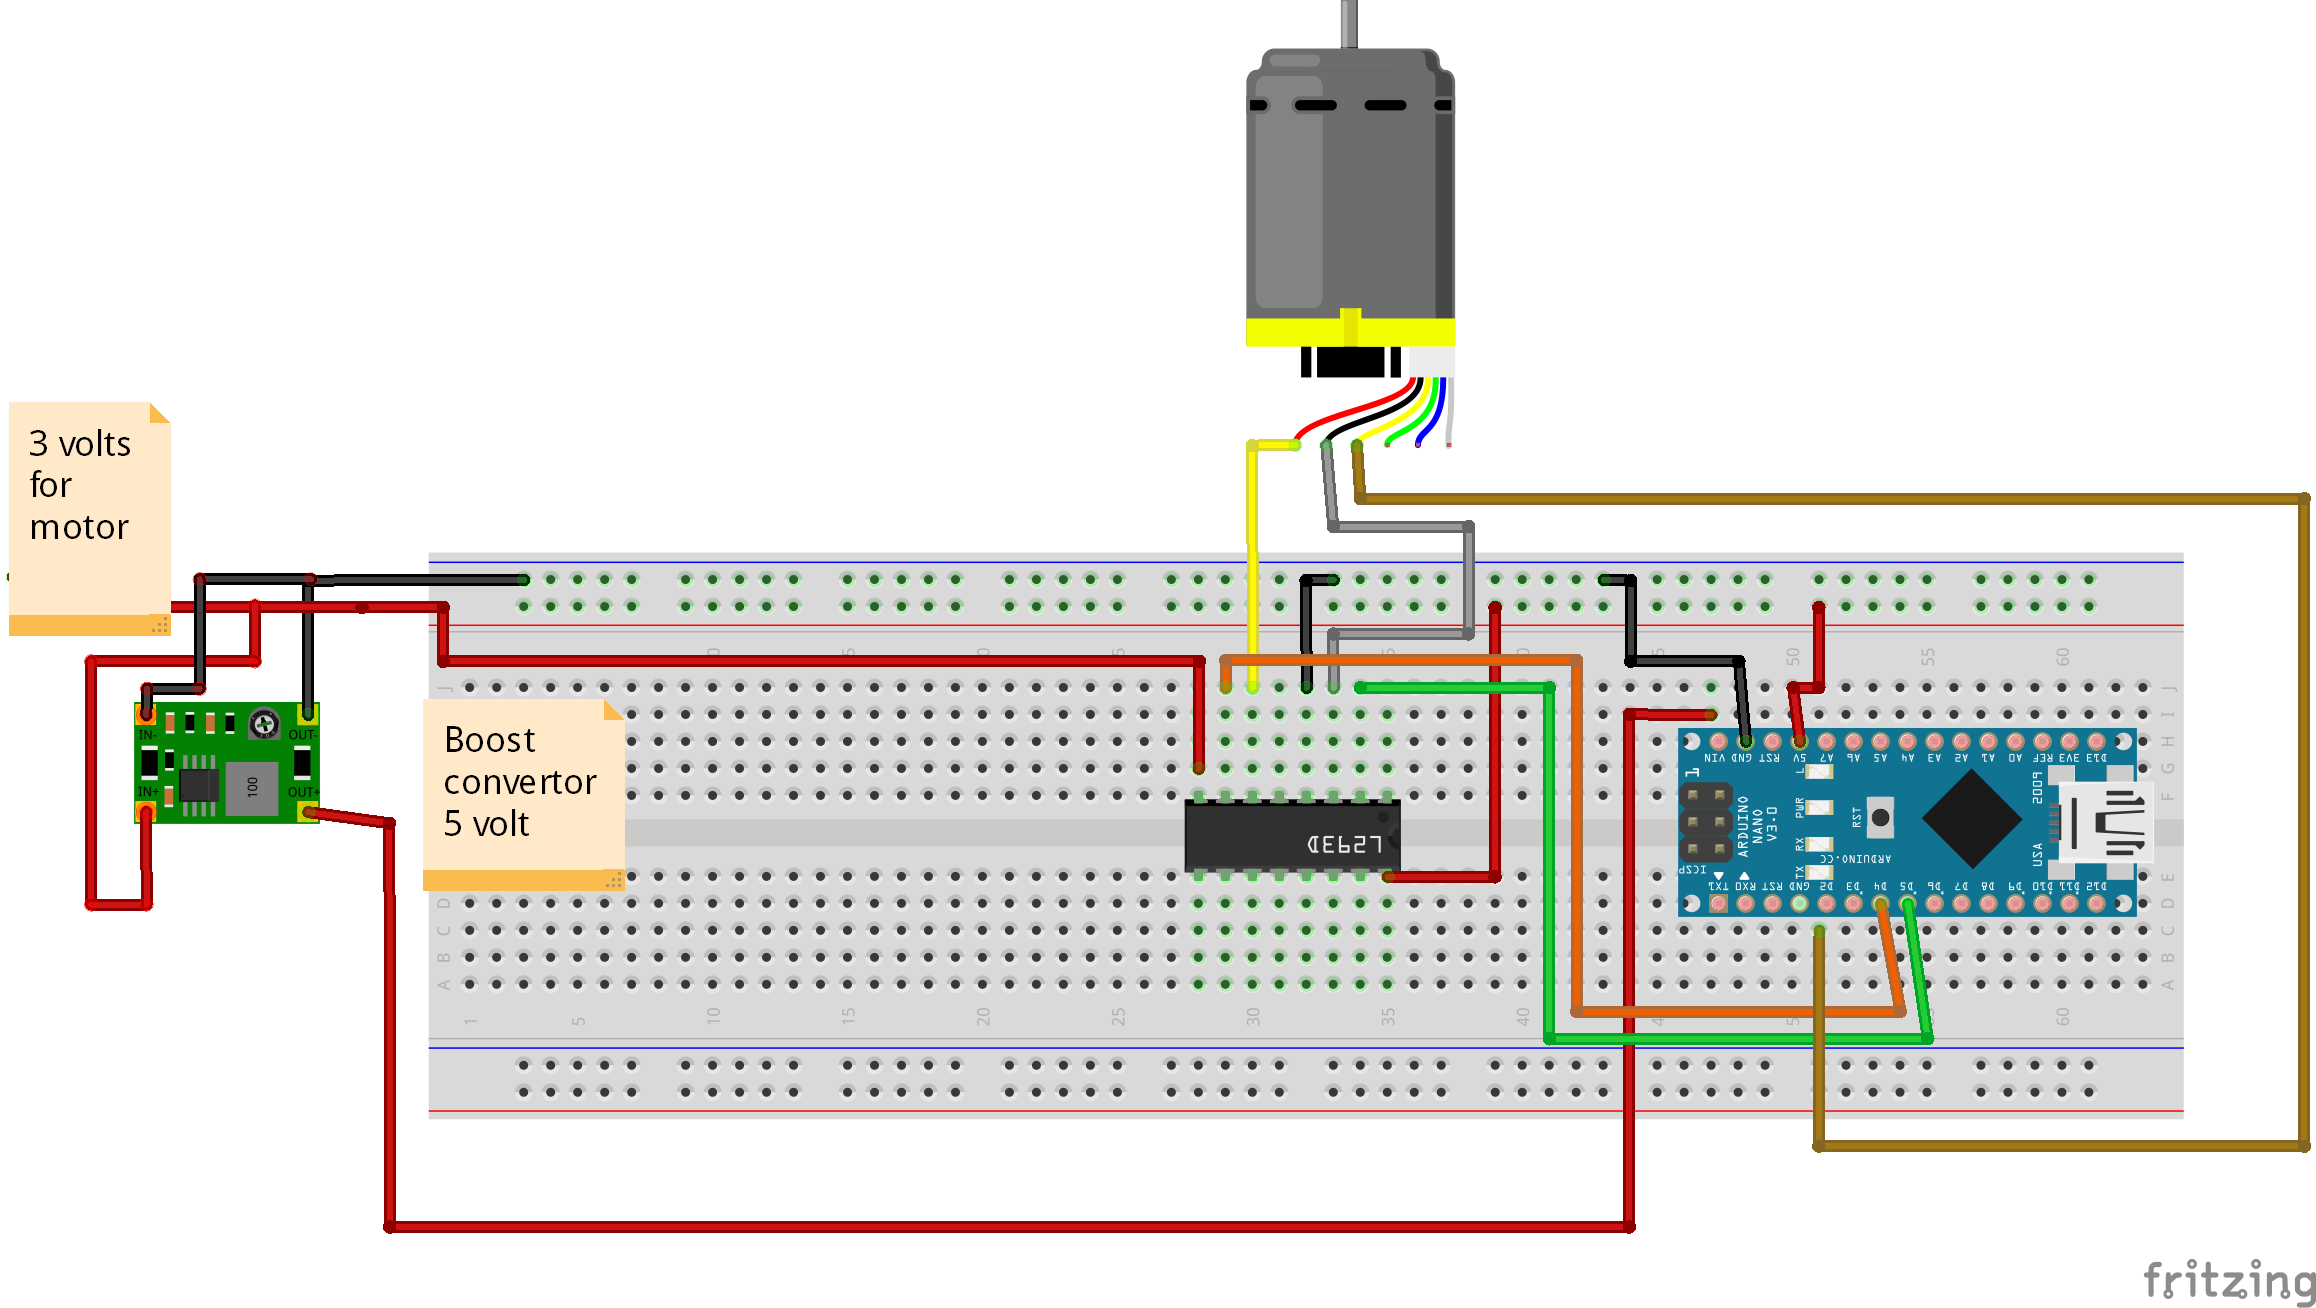 3 volts
for
motor
Boost
convertor
5 volt
IN-
OUT-
IN+
OUT+
100
L293D
J
I
H
G
F
E
D
C
B
A
1
5
10
15
20
25
30
35
40
45
50
55
60
VIN GND RST 5V A7 A6 A5 A4 A3 A2 A1 A0 REF 3V3 D13
1
L
PWR
RX
TX
RST
ARDUINO
NANO
V3.0
ARDUINO.CC
ICSP
USA
TX1 RX0 RST GND D2 D3 D4 D5 D6 D7 D8 D9 D10 D11 D12
fritzing